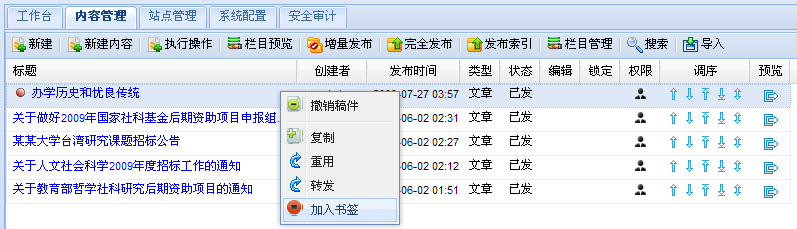 工作台 内容管理 站点管理 系统配置 安全审计
新建 新建内容 执行操作 栏目预览 增量发布 完全发布 发布索引 栏目管理 搜索 导入
标题 创建者 发布时间 类型 状态 编辑 锁定 权限 调序 预览
办学历史和优良传统 -07-27 03:57 文章 已发
关于做好2009年国家社科基金后期资助项目申报组... -06-02 02:31 文章 已发
某某大学台湾研究课题招标公告 -06-02 02:27 文章 已发
关于人文社会科学2009年度招标工作的通知 -06-02 02:12 文章 已发
关于教育部哲学社科研究后期资助项目的通知 -06-02 01:51 文章 已发
撤销稿件
复制
重用
转发
加入书签